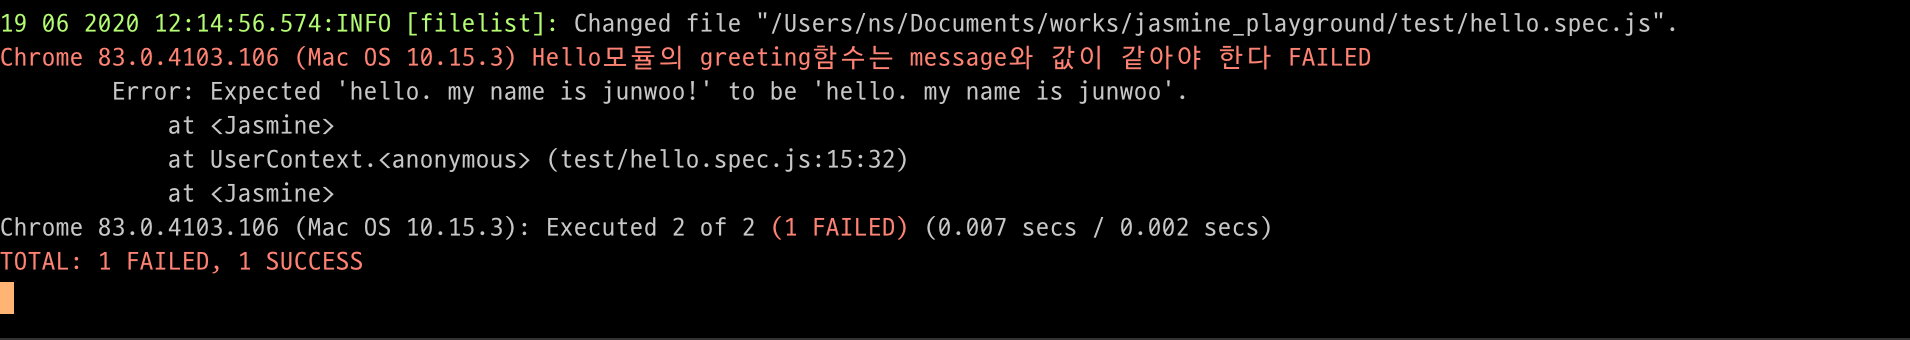 19 06 2020 12:14:56.574:INFO [filelist]: Changed file "/Users/ns/Documents/works/jasmine_playground/test/hello.spec.js".
Chrome 83.0.4103.106 (Mac OS 10.15.3) Hello모듈의 greeting함수는 message와 값이 같아야 한다 FAILED
Error: Expected 'hello. my name is junwoo!' to be 'hello. my name is junwoo'.
at <Jasmine>
at UserContext.<anonymous> (test/hello.spec.js:15:32)
at <Jasmine>
Chrome 83.0.4103.106 (Mac OS 10.15.3): Executed 2 of 2 (1 FAILED) (0.007 secs / 0.002 secs)
TOTAL: 1 FAILED, 1 SUCCESS